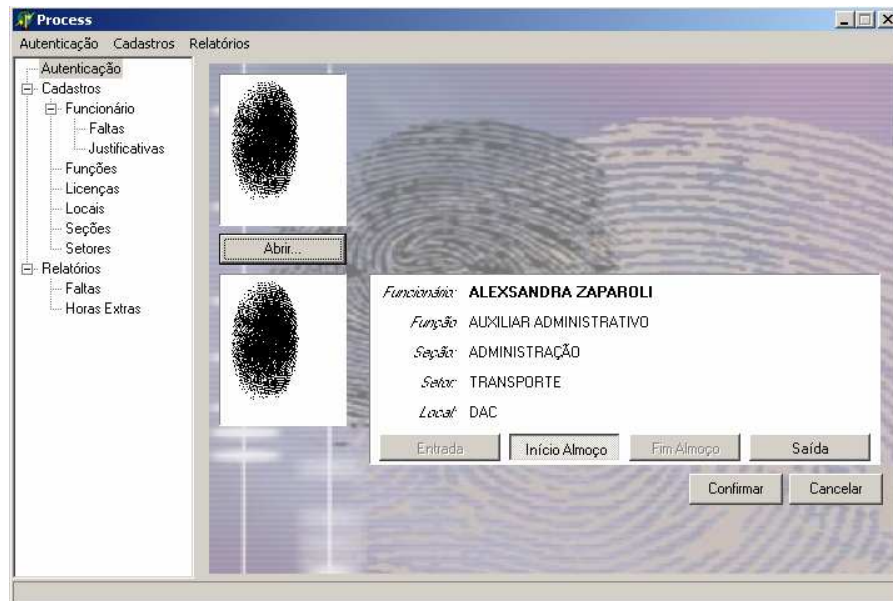 Process
Autenticação Cadastros Relatórios
Autenticação
Cadastros
Funcionário
Faltas
Justificativas
Funções
Licenças
Locais
Seções
Setores
Relatórios
Faltas
Horas Extras
Abrir...
Funcionário: ALEXSANDRA ZAPAROLI
Função AUXILIAR ADMINISTRATIVO
Seção: ADMINISTRAÇÃO
Setor: TRANSPORTE
Local: DAC
Entrada Início Almoço Fim Almoço Saída
Confirmar Cancelar